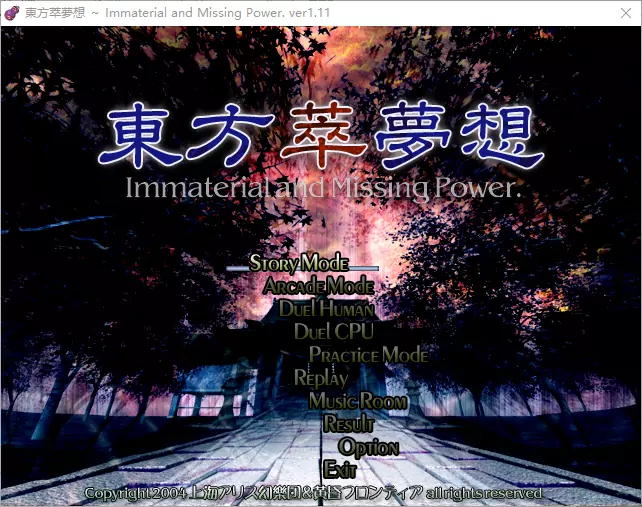 東方萃夢想 ~ Immaterial and Missing Power. ver1.11
東方萃夢想
Immaterial and Missing Power.
Story Mode
Arcade Mode
Duel Human
Duel CPU
Practice Mode
Replay
Music Room
Result
Option
Exit
Copyright 2004 上海アリス幻樂団&黄昏フロンティア all rights reserved